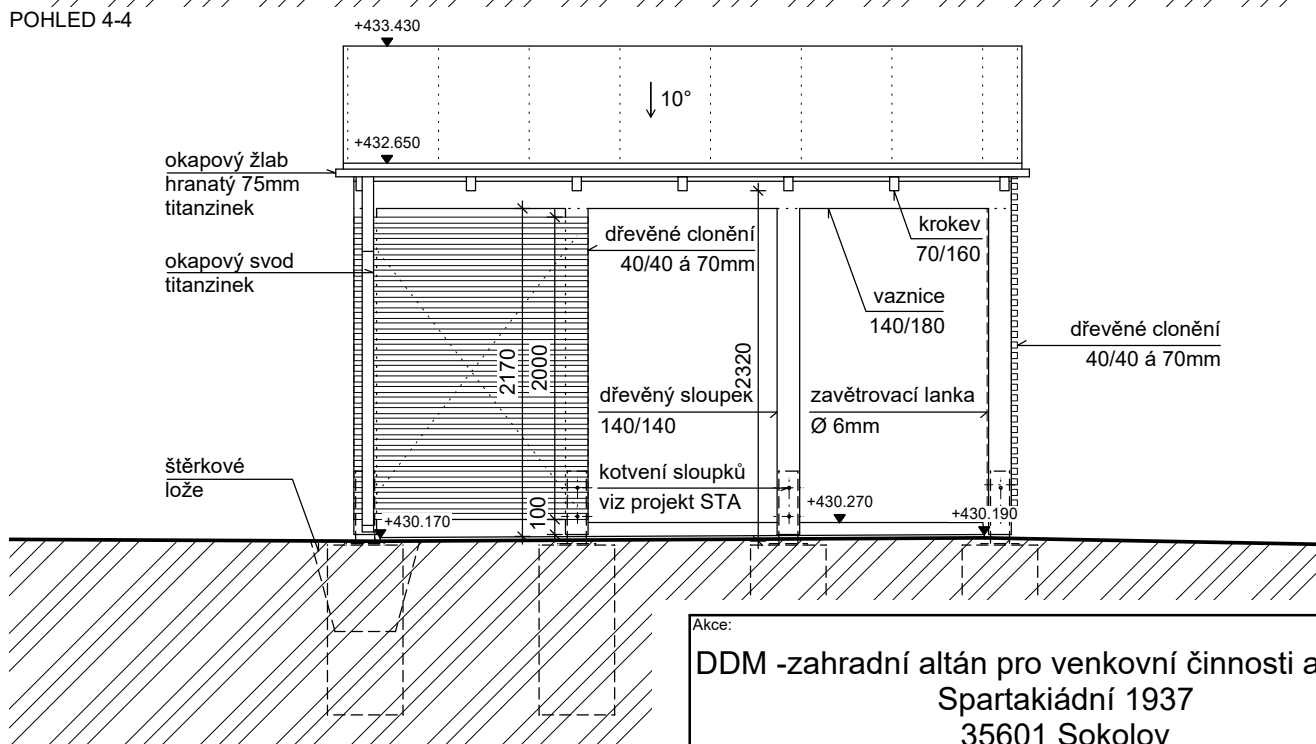 POHLED 4-4
+433.430
10°
+432.650
okapový žlab
hranatý 75mm
titanzinek
okapový svod
titanzinek
dřevěné clonění
40/40 á 70mm
krokev
70/160
vaznice
140/180
dřevěné clonění
40/40 á 70mm
2170
2000
2320
dřevěný sloupek
140/140
zavětrovací lanka
Ø 6mm
štěrkové
lože
kotvení sloupků
viz projekt STA
100
+430.170
+430.270
+430.190
Akce:
DDM -zahradní altán pro venkovní činnosti a
Spartakiádní 1937
35601 Sokolov